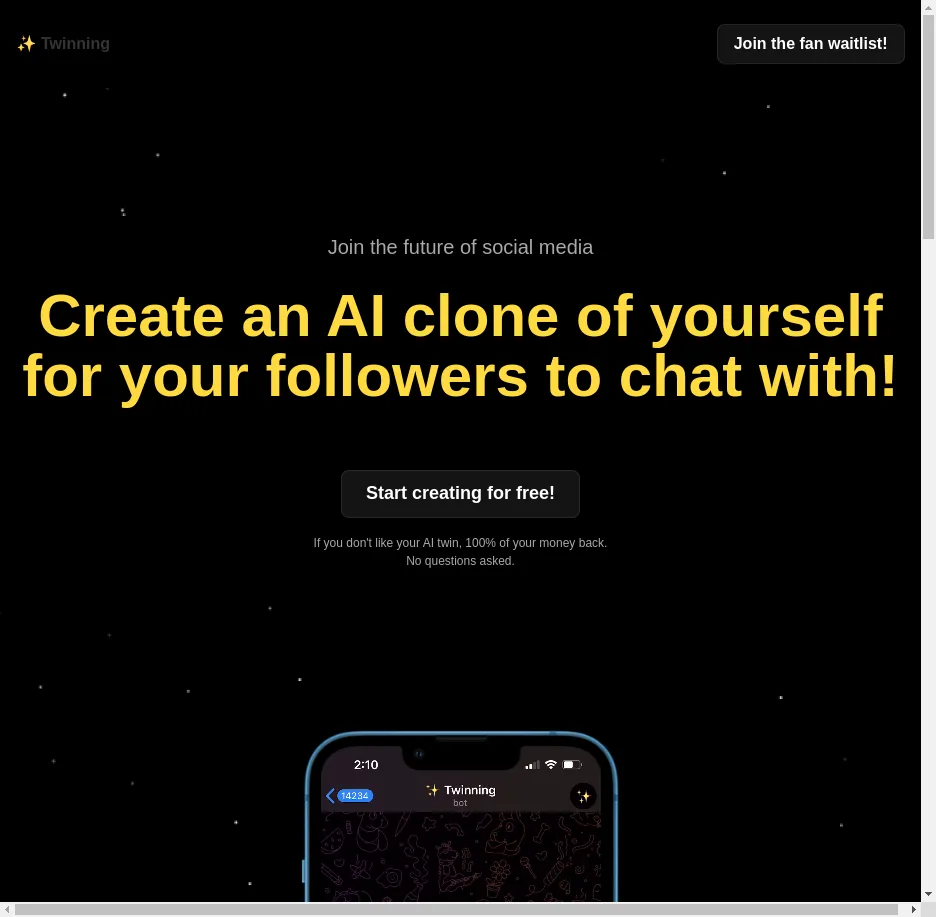 ✨ Twinning
Join the fan waitlist!
Join the future of social media
Create an AI clone of yourself
for your followers to chat with!
Start creating for free!
If you don't like your AI twin, 100% of your money back.
No questions asked.
2:10
14234
✨ Twinning
bot